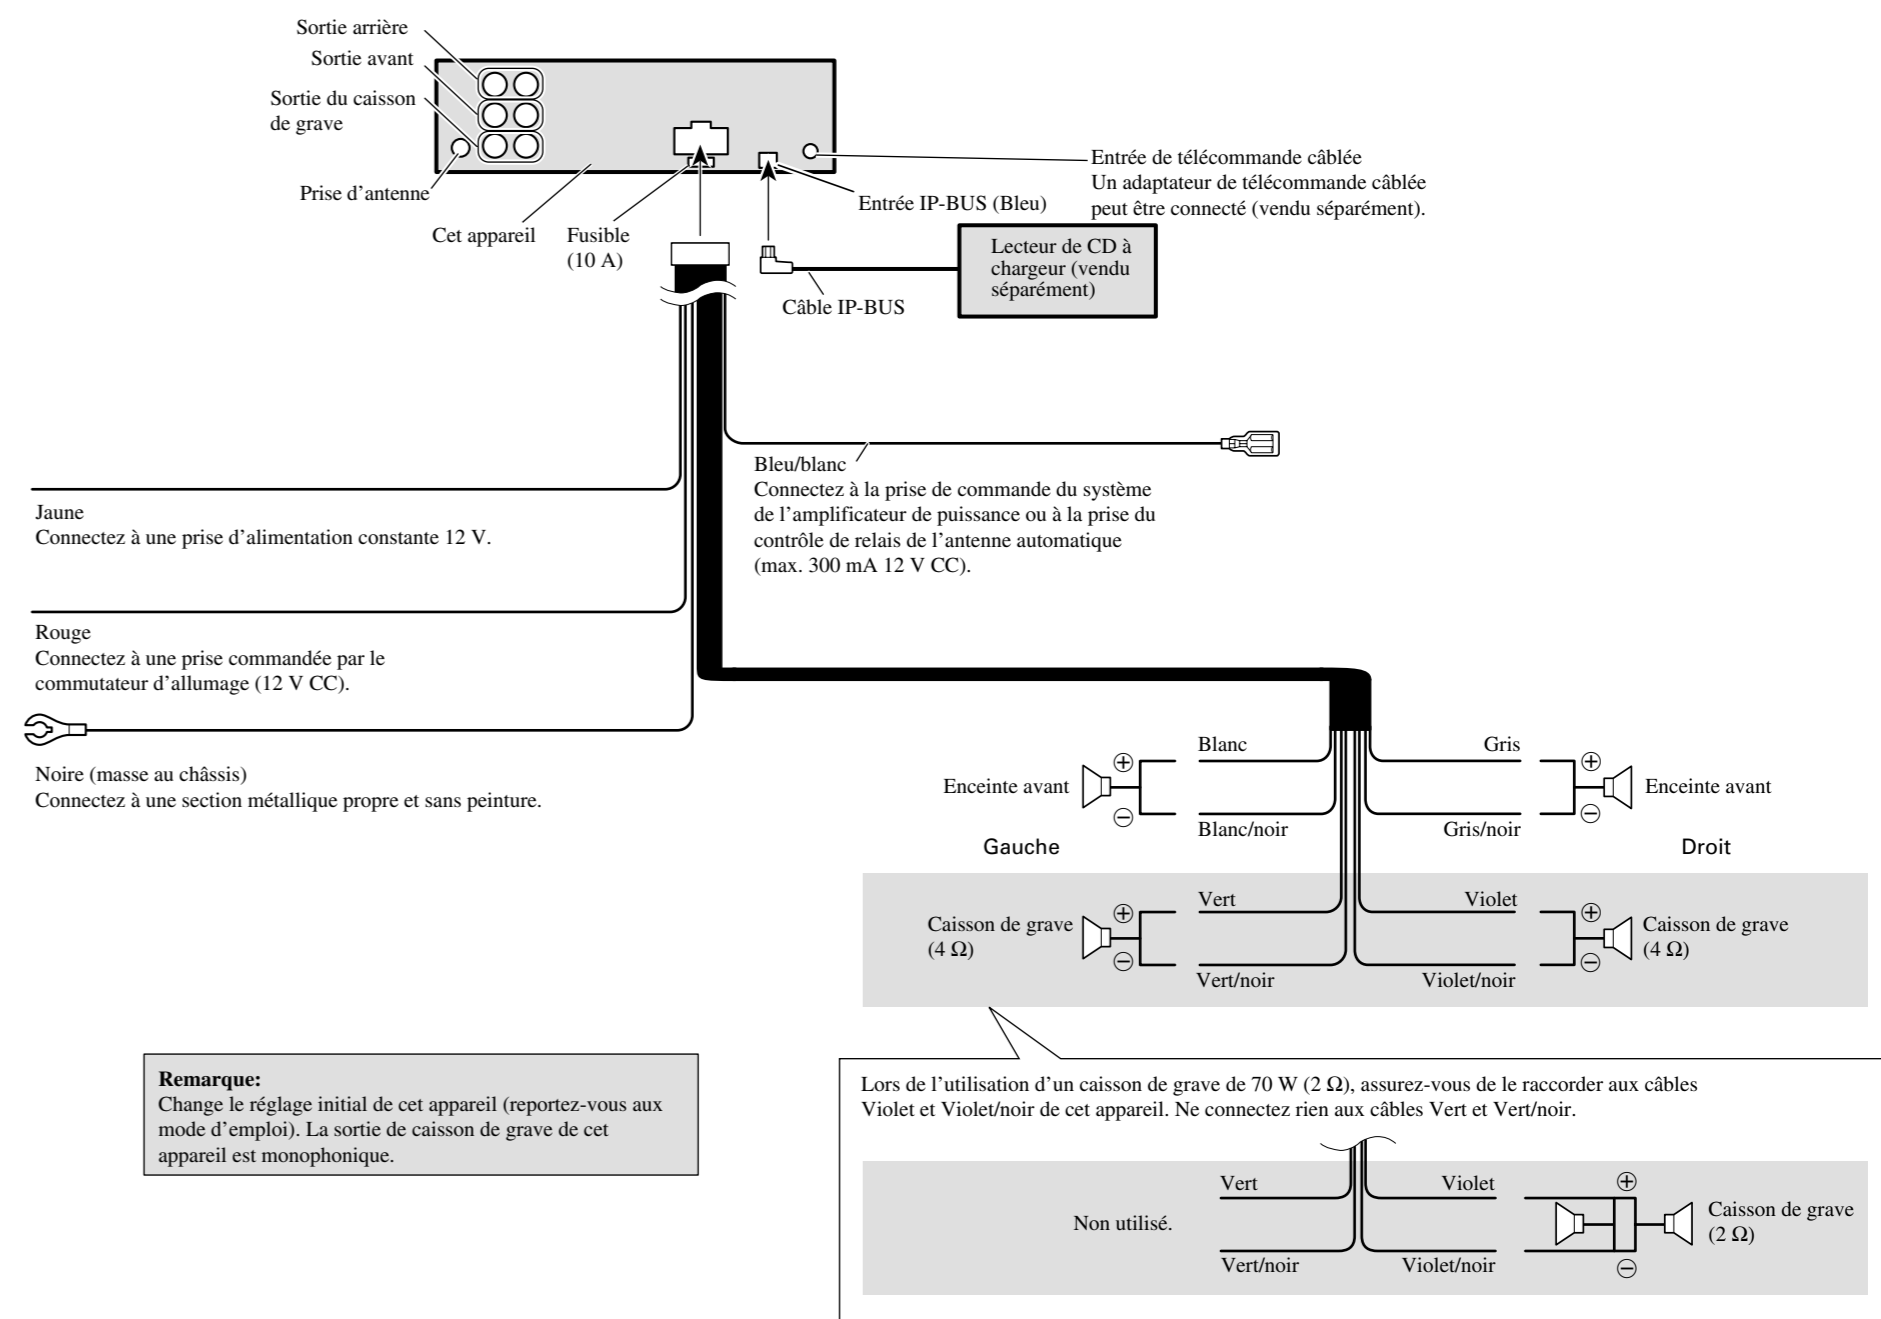 Sortie arrière
Sortie avant
Sortie du caisson
de grave
Prise d’antenne
Cet appareil
Fusible
(10 A)
Entrée IP-BUS (Bleu)
Entrée de télécommande câblée
Un adaptateur de télécommande câblée
peut être connecté (vendu séparément).
Lecteur de CD à
chargeur (vendu
séparément)
Câble IP-BUS
Jaune
Connectez à une prise d’alimentation constante 12 V.
Bleu/blanc
Connectez à la prise de commande du système
de l’amplificateur de puissance ou à la prise du
contrôle de relais de l’antenne automatique
(max. 300 mA 12 V CC).
Rouge
Connectez à une prise commandée par le
commutateur d’allumage (12 V CC).
Noire (masse au châssis)
Connectez à une section métallique propre et sans peinture.
Enceinte avant
⊕
⊖
Blanc
Blanc/noir
Gris
Gris/noir
⊕
⊖
Enceinte avant
Gauche
Droit
Caisson de grave
(4 Ω)
⊕
⊖
Vert
Vert/noir
Violet
Violet/noir
⊕
⊖
Caisson de grave
(4 Ω)
Remarque:
Change le réglage initial de cet appareil (reportez-vous aux
mode d’emploi). La sortie de caisson de grave de cet
appareil est monophonique.
Lors de l’utilisation d’un caisson de grave de 70 W (2 Ω), assurez-vous de le raccorder aux câbles
Violet et Violet/noir de cet appareil. Ne connectez rien aux câbles Vert et Vert/noir.
Non utilisé.
Vert
Vert/noir
Violet
Violet/noir
⊕
⊖
Caisson de grave
(2 Ω)